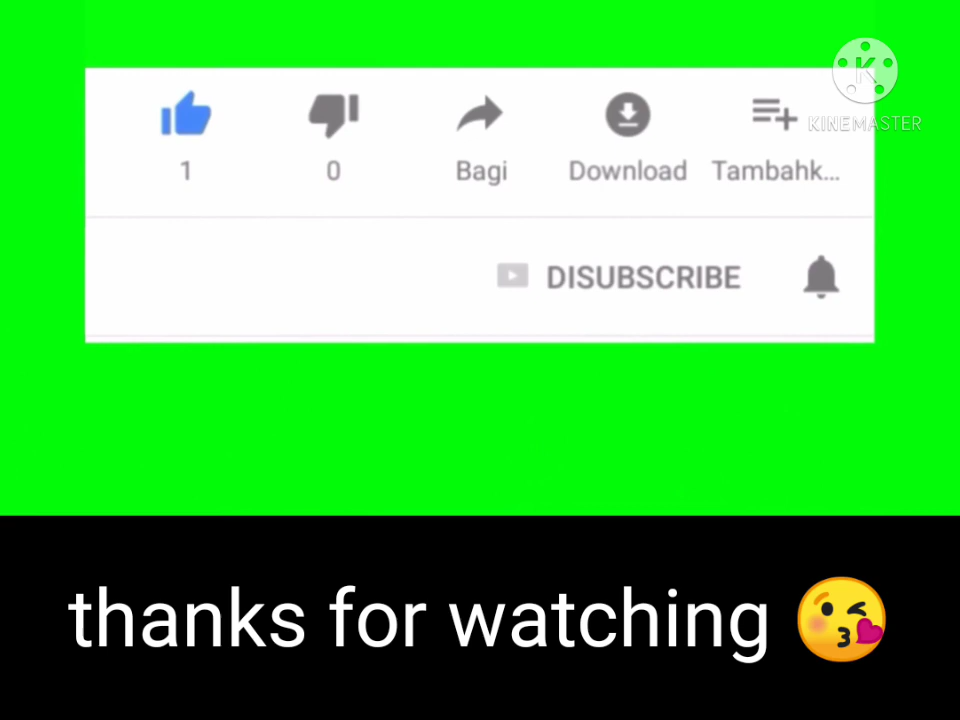 KINEMASTER
1 0 Bagi Download Tambahk...
DISUBSCRIBE
thanks for watching 😘